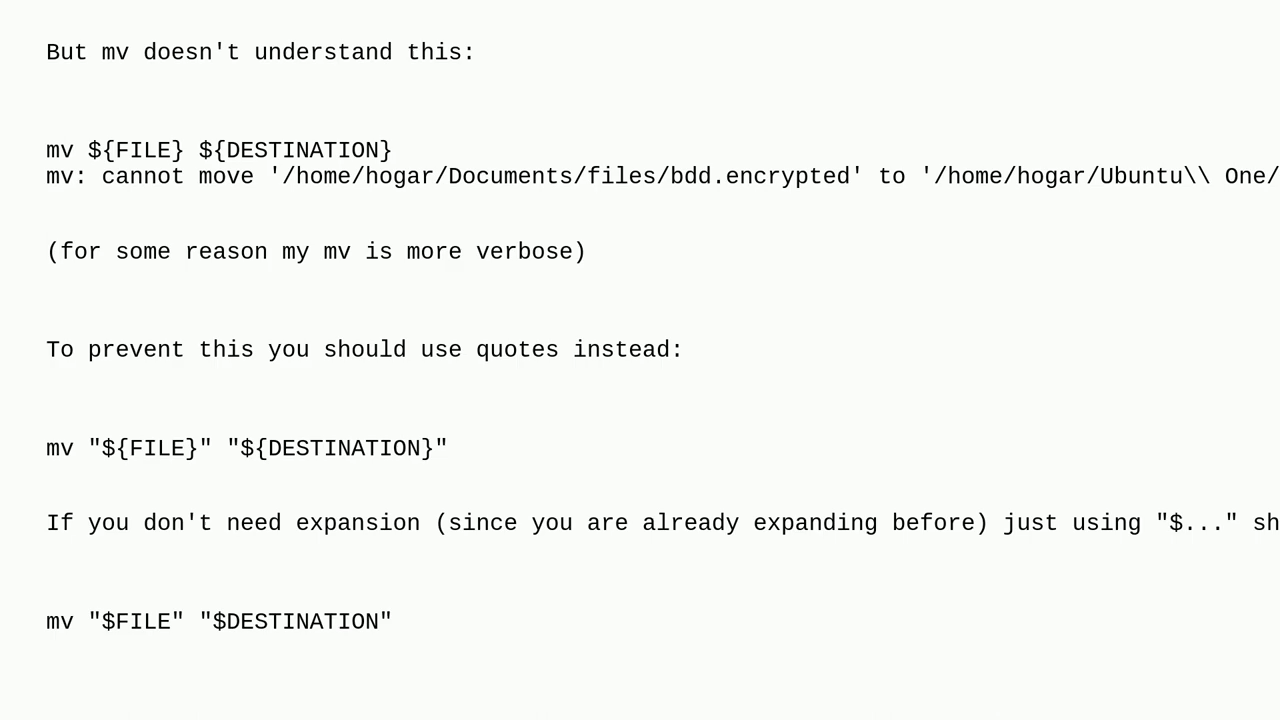 But mv doesn't understand this:
mv ${FILE} ${DESTINATION}
mv: cannot move '/home/hogar/Documents/files/bdd.encrypted' to '/home/hogar/Ubuntu\\ One/
(for some reason my mv is more verbose)
To prevent this you should use quotes instead:
mv "${FILE}" "${DESTINATION}"
If you don't need expansion (since you are already expanding before) just using "$..." sh
mv "$FILE" "$DESTINATION"